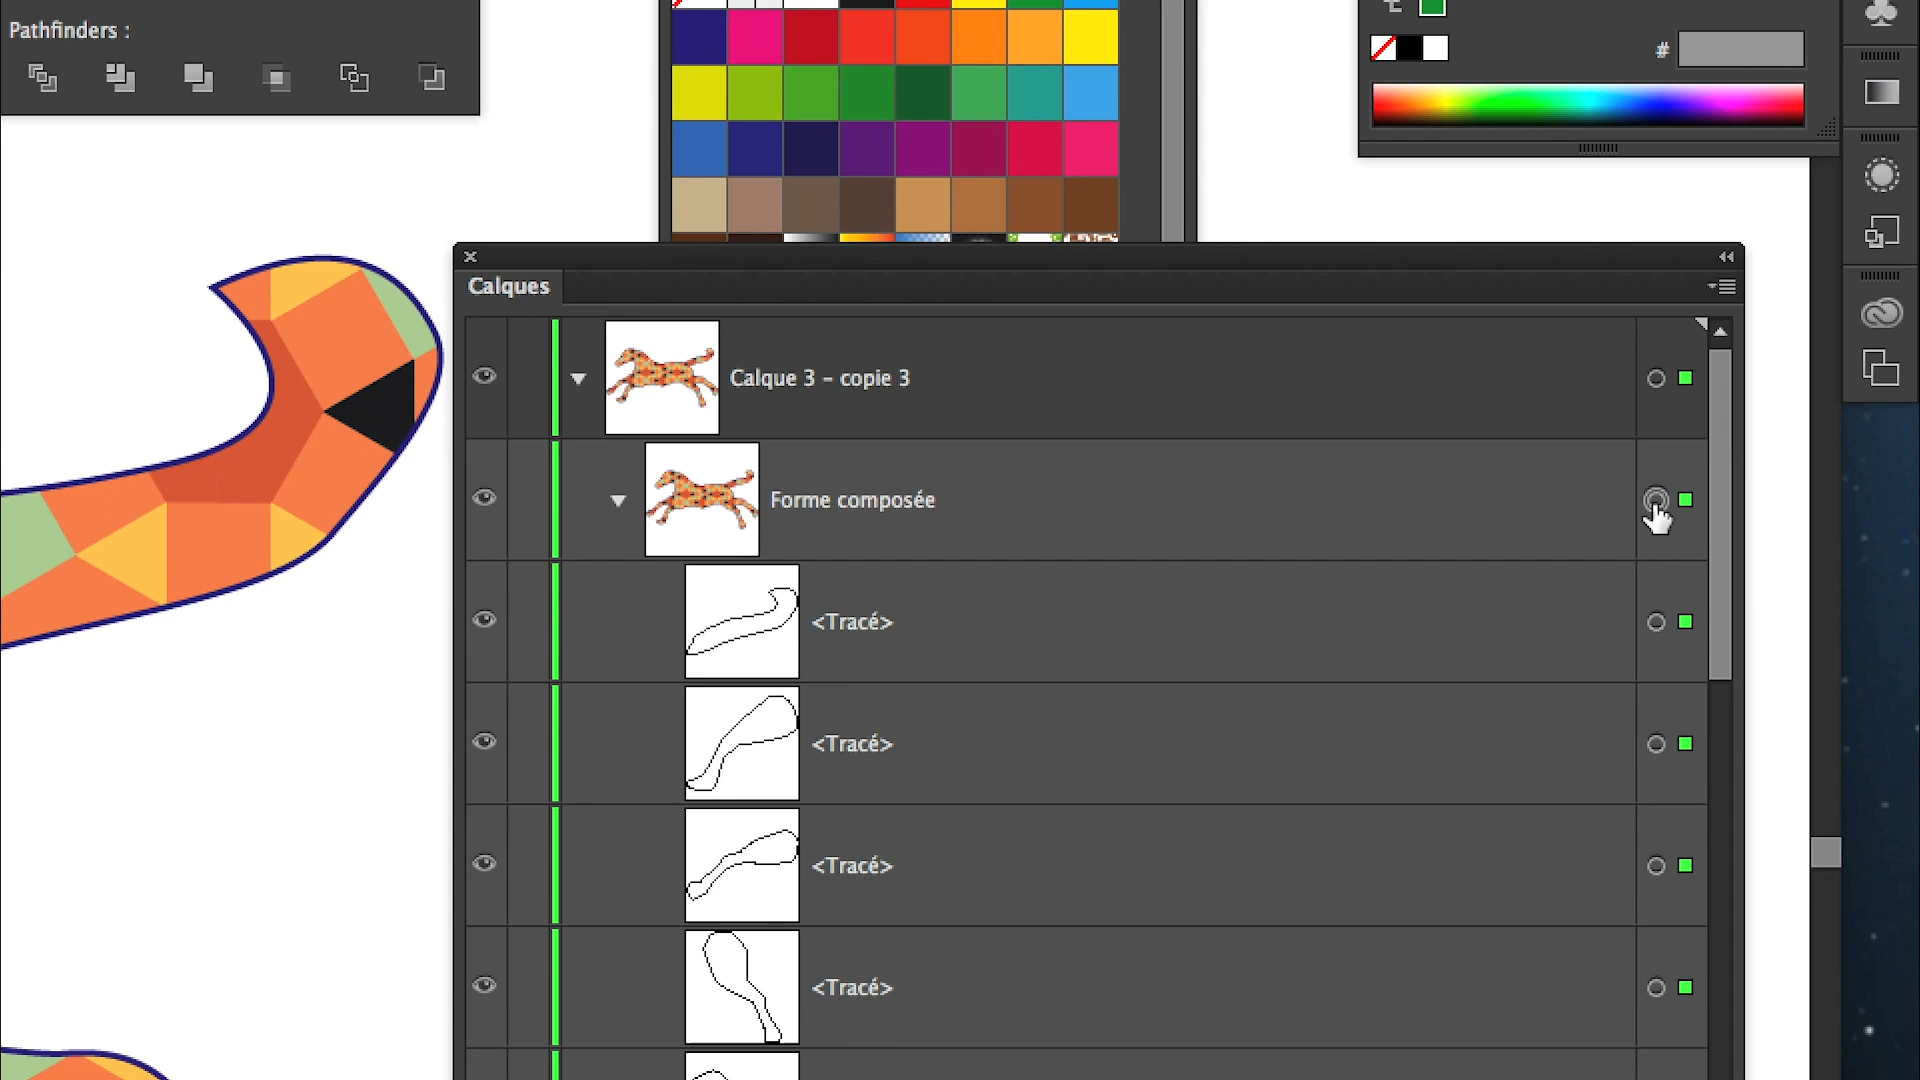 Pathfinders :
#
Calques
Calque 3 – copie 3
Forme composée
<Tracé>
<Tracé>
<Tracé>
<Tracé>